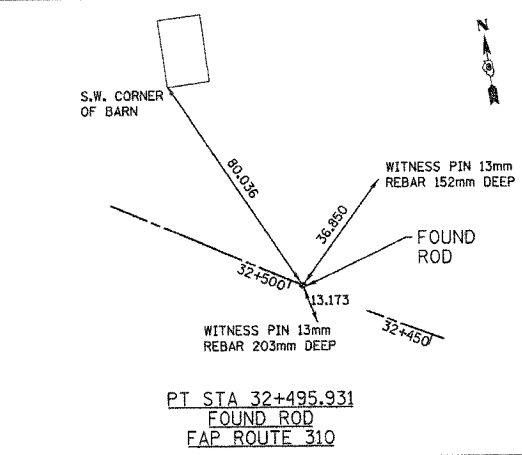 N
S.W. CORNER
OF BARN
80.036
WITNESS PIN 13mm
REBAR 152mm DEEP
36.850
FOUND
ROD
32+500
13.173
WITNESS PIN 13mm
REBAR 203mm DEEP
32+450
PT STA 32+495.931
FOUND ROD
FAP ROUTE 310